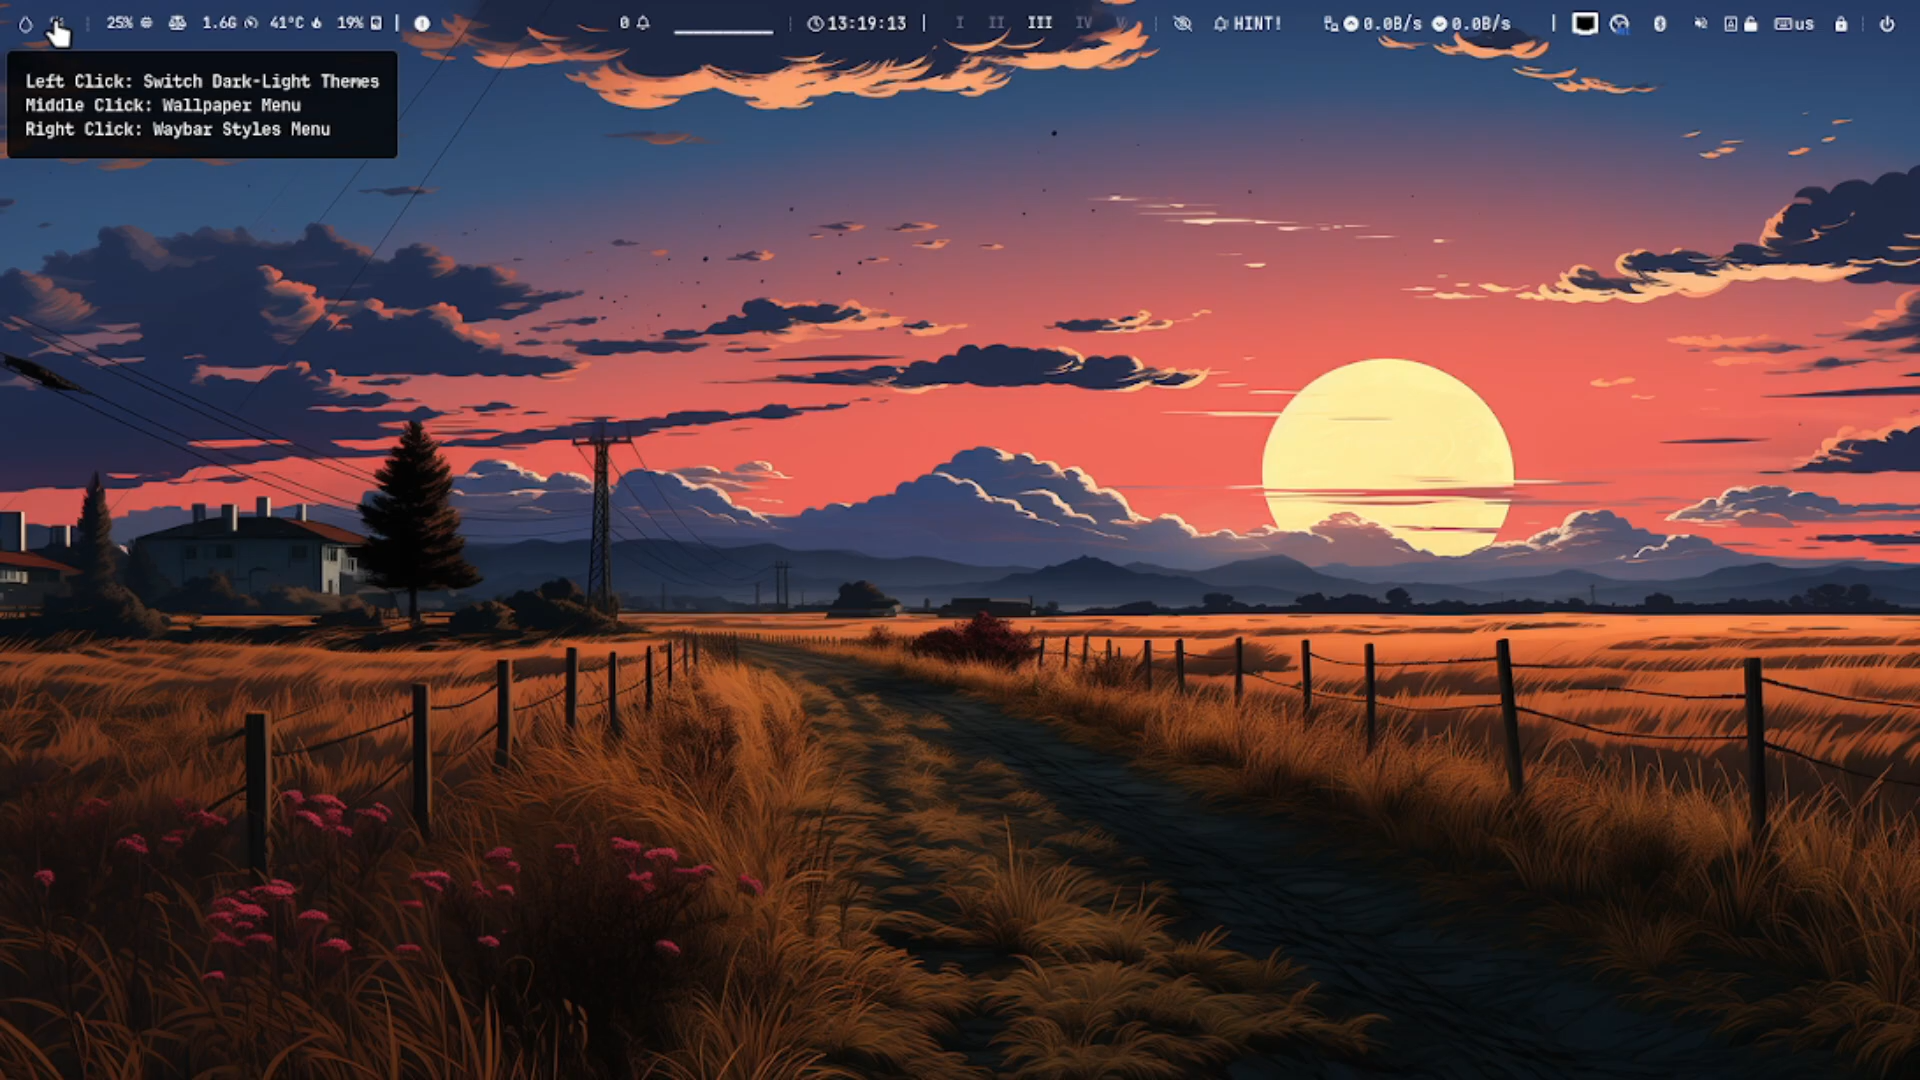 25% 1.6G 41°C 19% 0 13:19:13 I II III IV V HINT! 0.0B/s 0.0B/s us
Left Click: Switch Dark-Light Themes
Middle Click: Wallpaper Menu
Right Click: Waybar Styles Menu